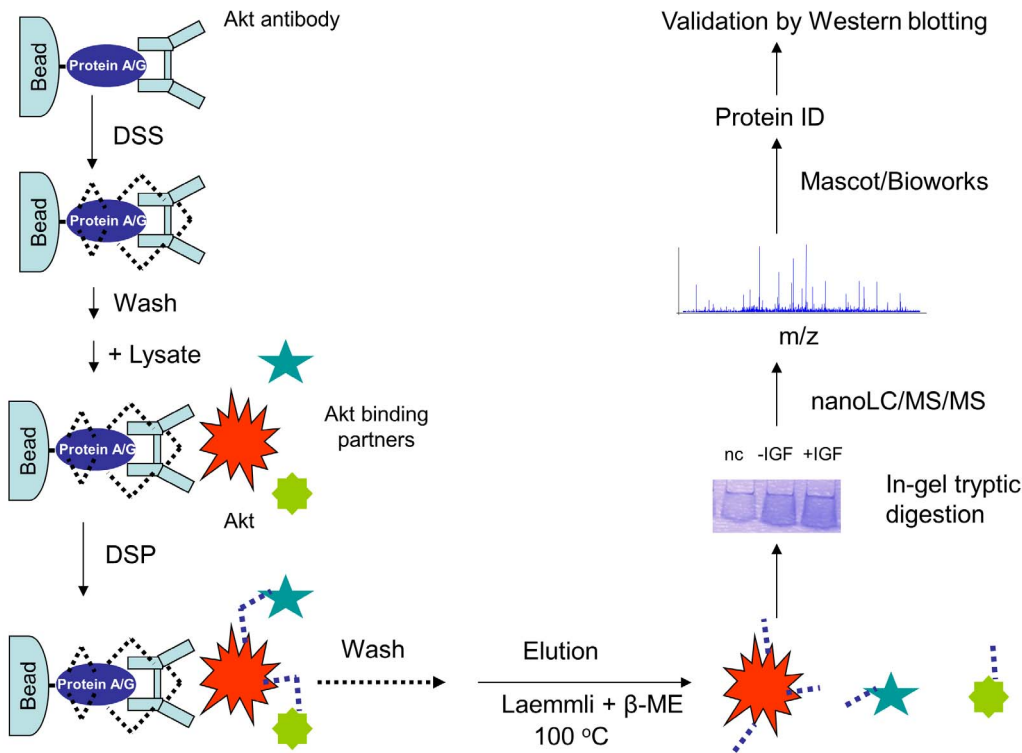 Akt antibody
Bead
Protein A/G
DSS
Bead
Protein A/G
Wash
+ Lysate
Bead
Protein A/G
Akt binding
partners
Akt
DSP
Bead
Protein A/G
Wash
Elution
Laemmli + β-ME
100 ºC
Validation by Western blotting
Protein ID
Mascot/Bioworks
m/z
nanoLC/MS/MS
nc -IGF +IGF
In-gel tryptic
digestion